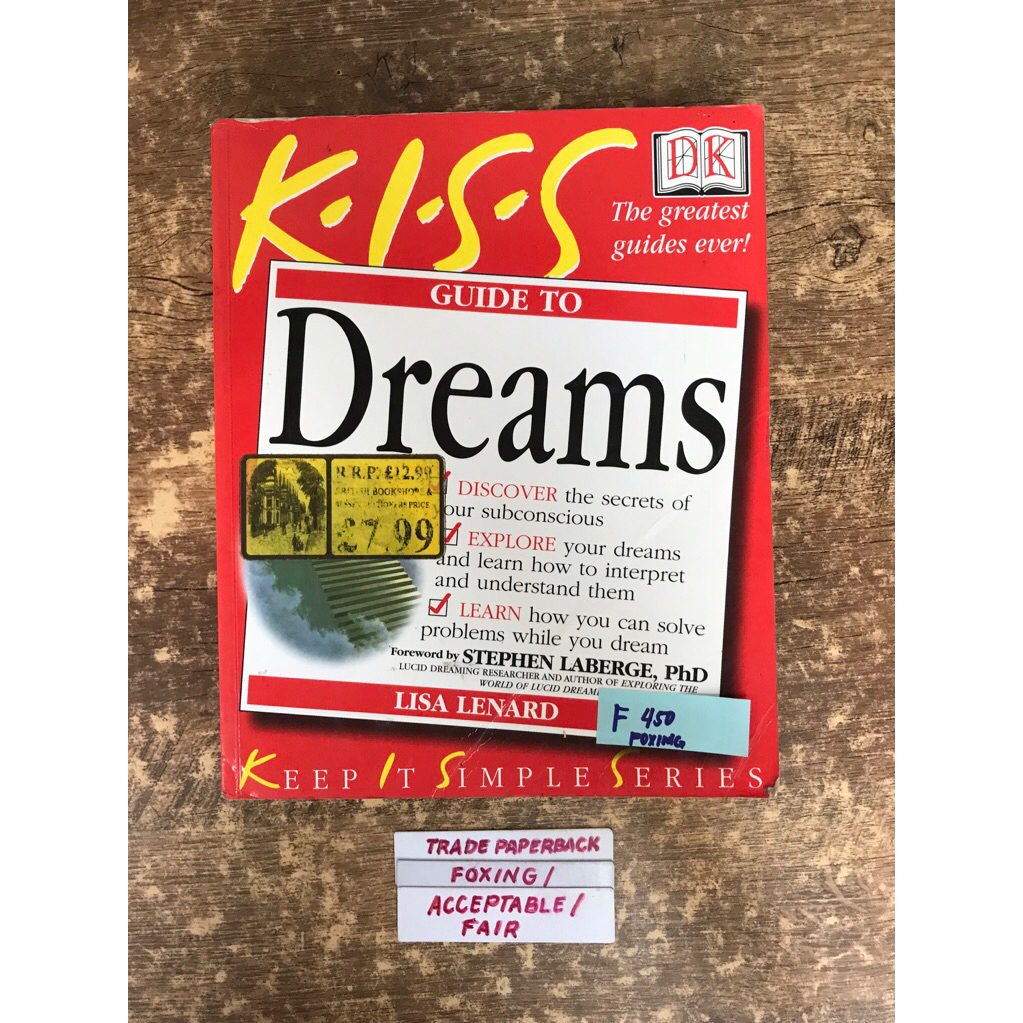 K·I·S·S
DK
The greatest
guides ever!
GUIDE TO
Dreams
R.R.P. £12.99
PRICE
£7.99
DISCOVER the secrets of
our subconscious
EXPLORE your dreams
and learn how to interpret
and understand them
LEARN how you can solve
problems while you dream
Foreword by STEPHEN LABERGE, PhD
LUCID DREAMING RESEARCHER AND AUTHOR OF EXPLORING THE
WORLD OF LUCID DREAMI
LISA LENARD
F 450
FOXING
KEEP IT SIMPLE SERIES
TRADE PAPERBACK
FOXING /
ACCEPTABLE /
FAIR